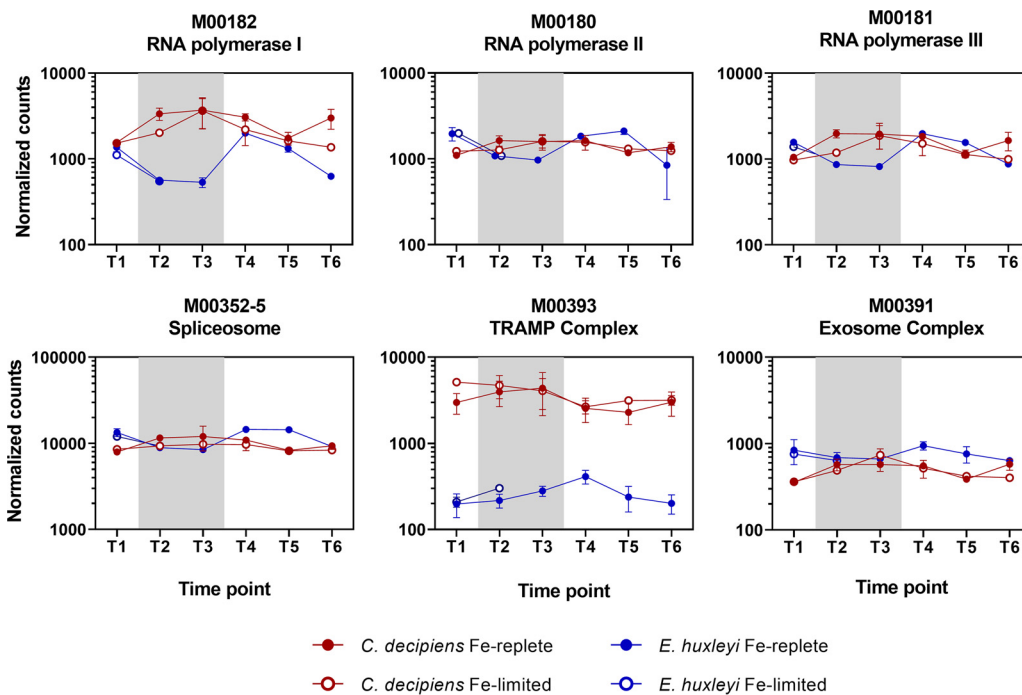 M00182
RNA polymerase I
M00180
RNA polymerase II
M00181
RNA polymerase III
Normalized counts
10000
1000
100
T1 T2 T3 T4 T5 T6
10000
1000
100
T1 T2 T3 T4 T5 T6
10000
1000
100
T1 T2 T3 T4 T5 T6
M00352-5
Spliceosome
M00393
TRAMP Complex
M00391
Exosome Complex
Normalized counts
100000
10000
1000
T1 T2 T3 T4 T5 T6
10000
1000
100
T1 T2 T3 T4 T5 T6
10000
1000
100
T1 T2 T3 T4 T5 T6
Time point
Time point
Time point
C. decipiens Fe-replete
E. huxleyi Fe-replete
C. decipiens Fe-limited
E. huxleyi Fe-limited